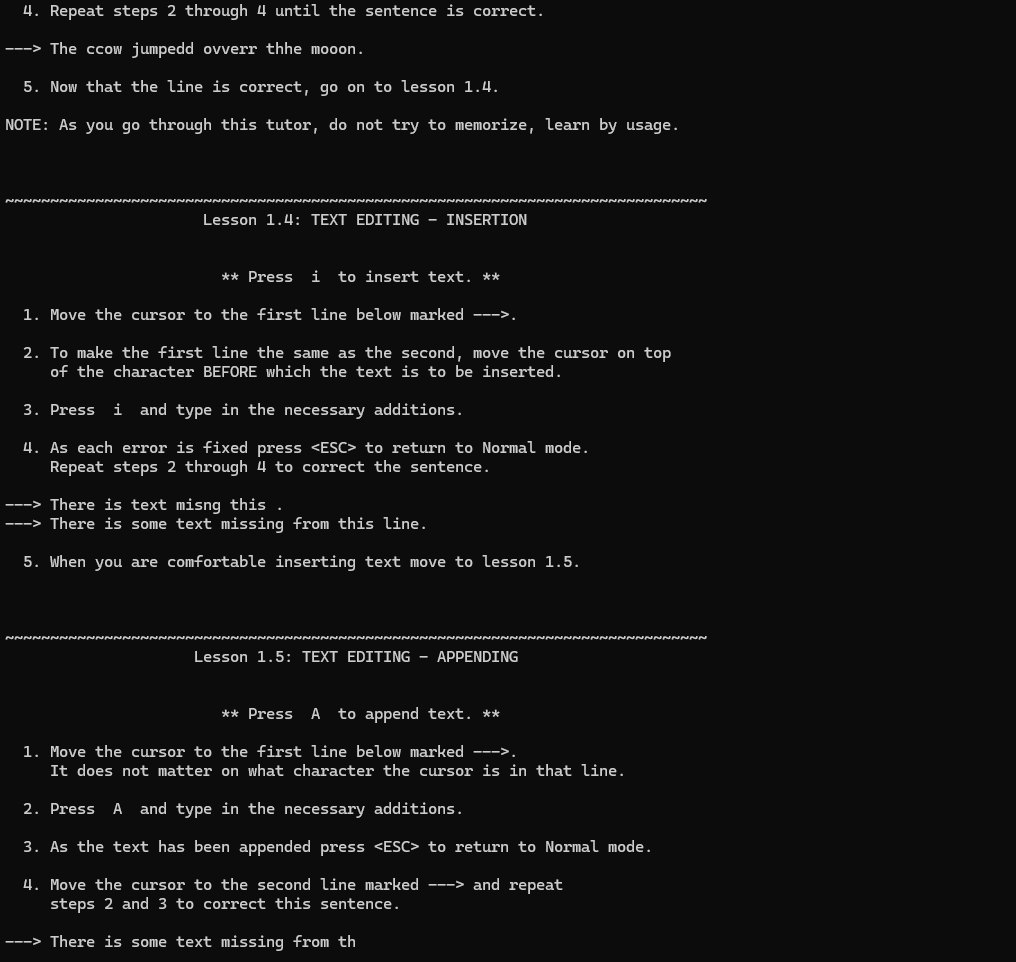 4. Repeat steps 2 through 4 until the sentence is correct.
---> The ccow jumpedd ovverr thhe mooon.
5. Now that the line is correct, go on to lesson 1.4.
NOTE: As you go through this tutor, do not try to memorize, learn by usage.
~~~~~~~~~~~~~~~~~~~~~~~~~~~~~~~~~~~~~~~~~~~~~~~~~~~~~~~~~~~~~~~~~~~~~~~~~~~~~~
Lesson 1.4: TEXT EDITING - INSERTION
** Press  i  to insert text. **
1. Move the cursor to the first line below marked --->.
2. To make the first line the same as the second, move the cursor on top
of the character BEFORE which the text is to be inserted.
3. Press  i  and type in the necessary additions.
4. As each error is fixed press <ESC> to return to Normal mode.
Repeat steps 2 through 4 to correct the sentence.
---> There is text misng this .
---> There is some text missing from this line.
5. When you are comfortable inserting text move to lesson 1.5.
~~~~~~~~~~~~~~~~~~~~~~~~~~~~~~~~~~~~~~~~~~~~~~~~~~~~~~~~~~~~~~~~~~~~~~~~~~~~~~
Lesson 1.5: TEXT EDITING - APPENDING
** Press  A  to append text. **
1. Move the cursor to the first line below marked --->.
It does not matter on what character the cursor is in that line.
2. Press  A  and type in the necessary additions.
3. As the text has been appended press <ESC> to return to Normal mode.
4. Move the cursor to the second line marked ---> and repeat
steps 2 and 3 to correct this sentence.
---> There is some text missing from th